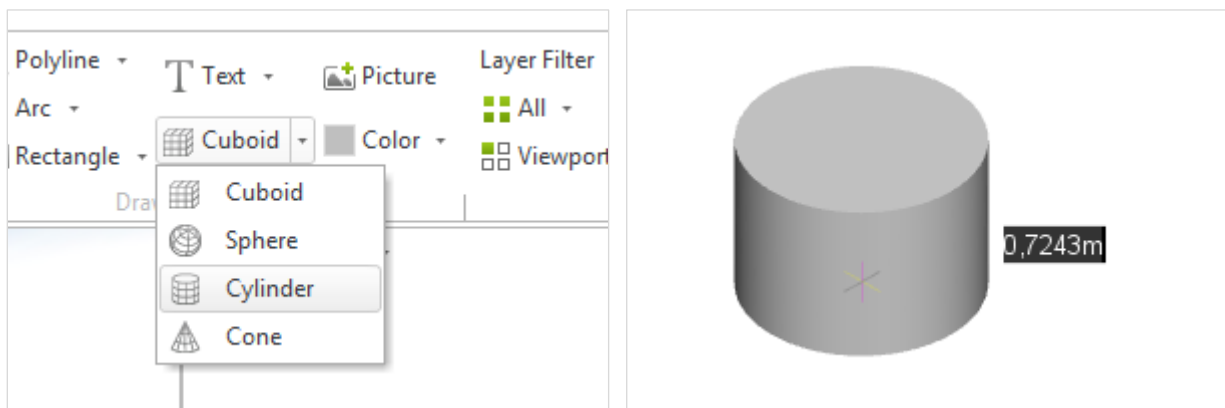 Polyline
Text
Picture
Layer Filter
Arc
All
Rectangle
Cuboid
Color
Viewport
Cuboid
Sphere
Cylinder
Cone
0,7243m